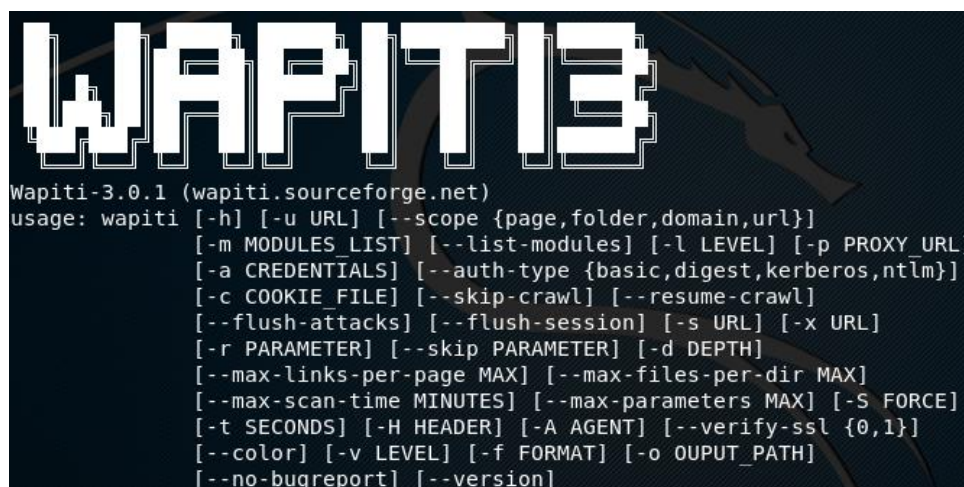 WAPITI3
Wapiti-3.0.1 (wapiti.sourceforge.net)
usage: wapiti [-h] [-u URL] [--scope {page,folder,domain,url}]
[-m MODULES_LIST] [--list-modules] [-l LEVEL] [-p PROXY_URL
[-a CREDENTIALS] [--auth-type {basic,digest,kerberos,ntlm}]
[-c COOKIE_FILE] [--skip-crawl] [--resume-crawl]
[--flush-attacks] [--flush-session] [-s URL] [-x URL]
[-r PARAMETER] [--skip PARAMETER] [-d DEPTH]
[--max-links-per-page MAX] [--max-files-per-dir MAX]
[--max-scan-time MINUTES] [--max-parameters MAX] [-S FORCE]
[-t SECONDS] [-H HEADER] [-A AGENT] [--verify-ssl {0,1}]
[--color] [-v LEVEL] [-f FORMAT] [-o OUPUT_PATH]
[--no-bugreport] [--version]